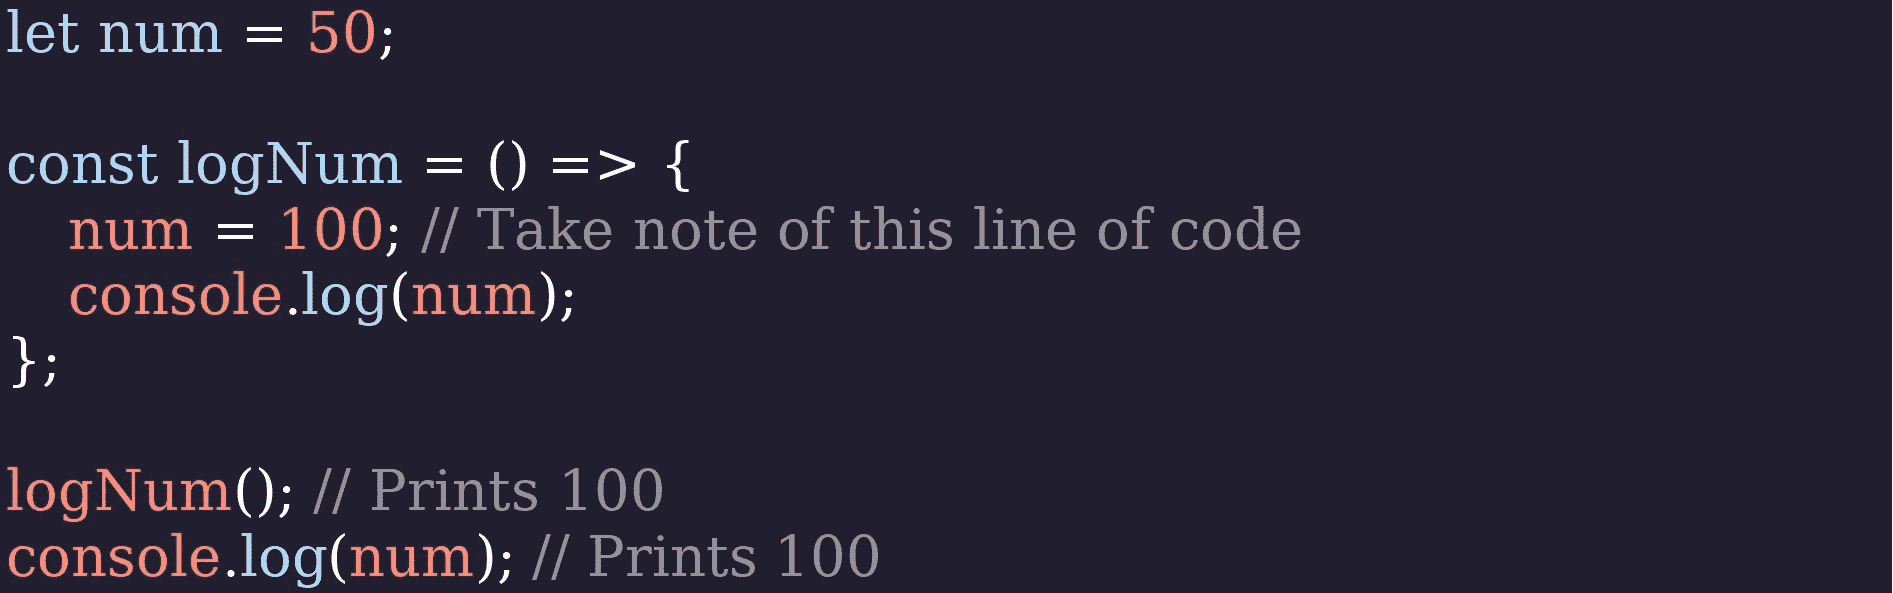 let num = 50;
const logNum = () => {
num = 100; // Take note of this line of code
console.log(num);
};
logNum(); // Prints 100
console.log(num); // Prints 100